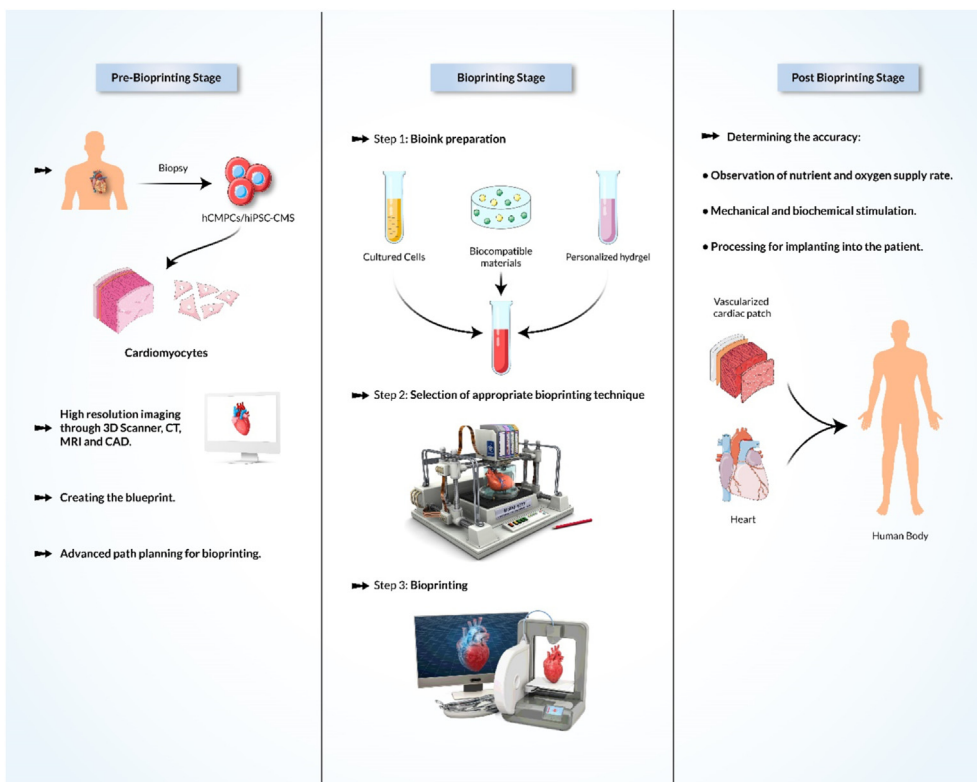 Pre-Bioprinting Stage
Biopsy
hCMPCs/hiPSC-CMS
Cardiomyocytes
High resolution imaging
through 3D Scanner, CT,
MRI and CAD.
Creating the blueprint.
Advanced path planning for bioprinting.
Bioprinting Stage
Step 1: Bioink preparation
Cultured Cells
Biocompatible
materials
Personalized hydrgel
Step 2: Selection of appropriate bioprinting technique
Step 3: Bioprinting
Post Bioprinting Stage
Determining the accuracy:
• Observation of nutrient and oxygen supply rate.
• Mechanical and biochemical stimulation.
• Processing for implanting into the patient.
Vascularized
cardiac patch
Heart
Human Body